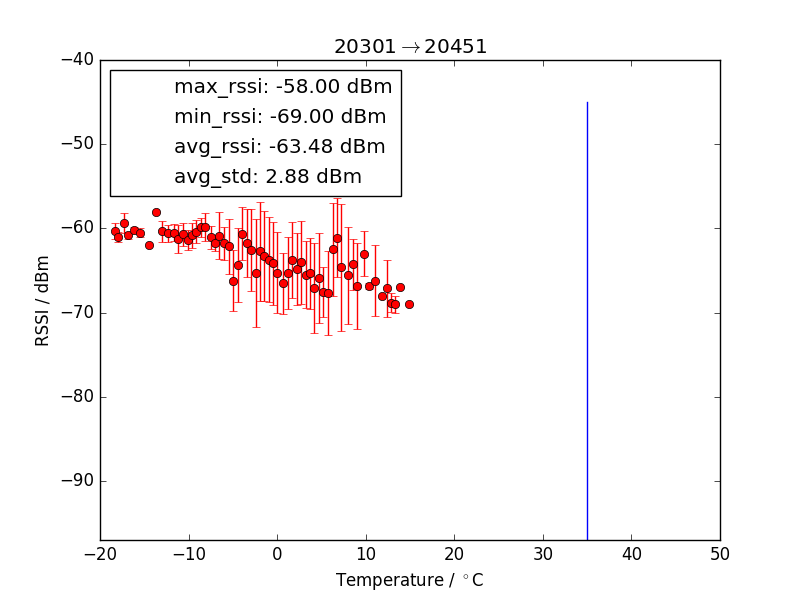 20301→20451
max_rssi: -58.00 dBm
min_rssi: -69.00 dBm
avg_rssi: -63.48 dBm
avg_std: 2.88 dBm
−40
−50
−60
−70
−80
−90
RSSI / dBm
−20 −10 0 10 20 30 40 50
Temperature / °C